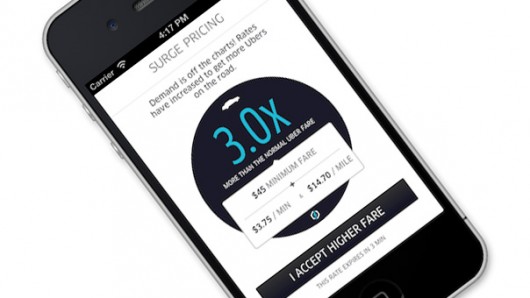 Carrier 4:17 PM
SURGE PRICING
Demand is off the charts! Rates
have increased to get more Ubers
on the road.
3.0x
MORE THAN THE NORMAL UBER FARE
$45 MINIMUM FARE
+
$3.75 / MIN & $14.70 / MILE
I ACCEPT HIGHER FARE
THIS RATE EXPIRES IN 3 MIN